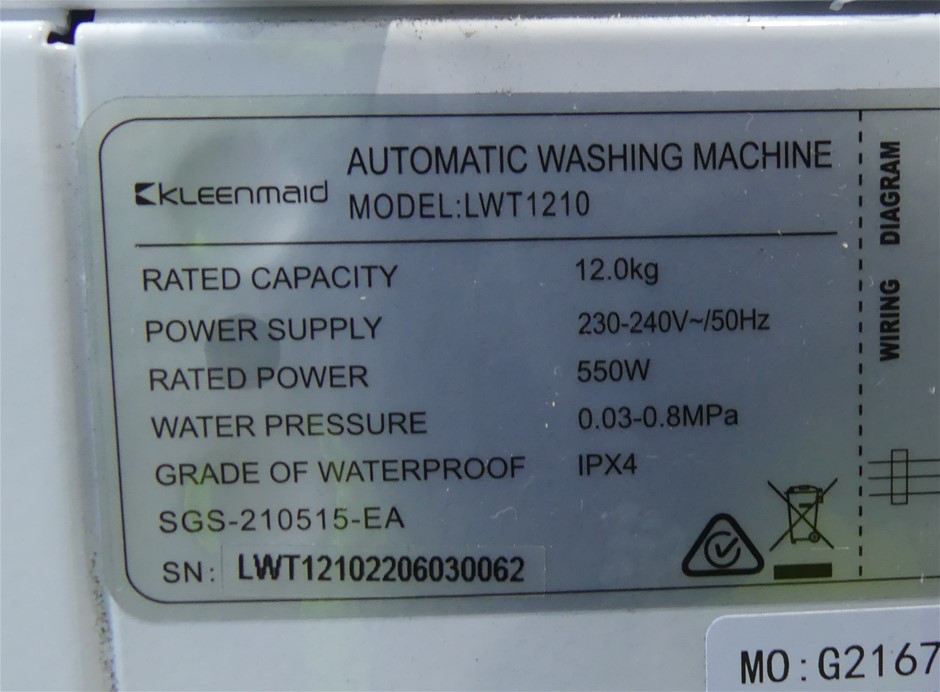 KLEENMAID
AUTOMATIC WASHING MACHINE
MODEL:LWT1210
RATED CAPACITY 12.0kg
POWER SUPPLY 230-240V~/50Hz
RATED POWER 550W
WATER PRESSURE 0.03-0.8MPa
GRADE OF WATERPROOF IPX4
SGS-210515-EA
SN: LWT12102206030062
WIRING DIAGRAM
MO:G2167